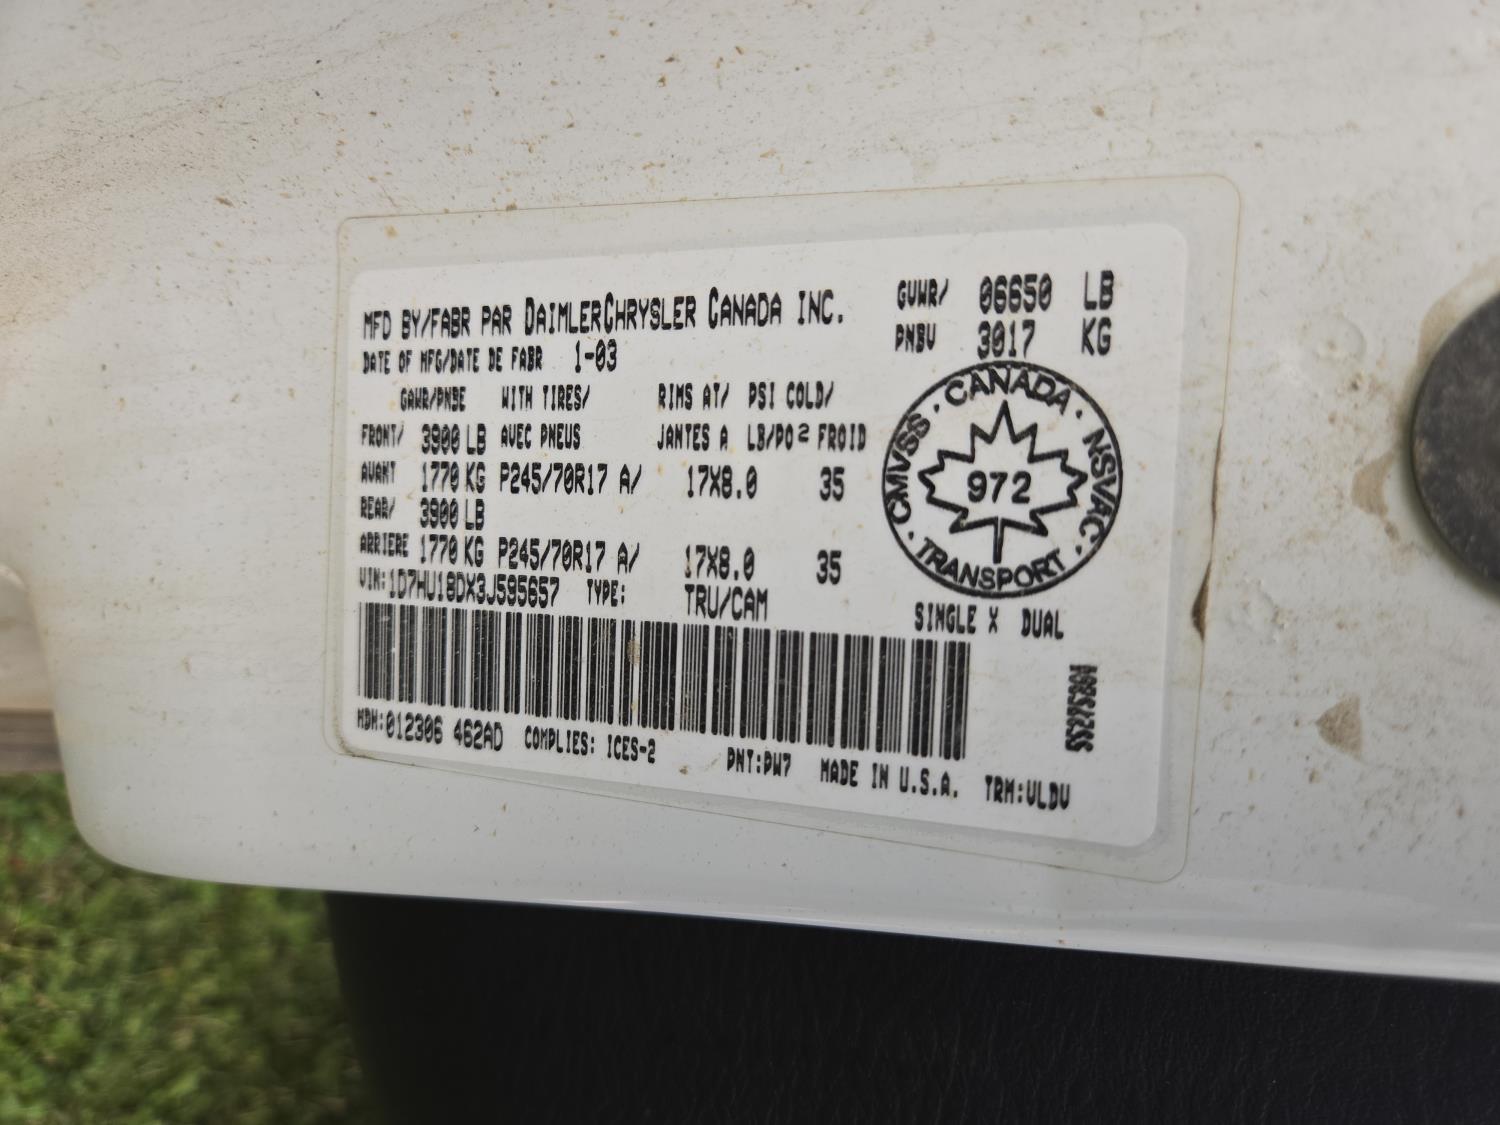 MFD BY/FABR PAR DAIMLERCHRYSLER CANADA INC.
GVWR/ 06650 LB
DATE OF MFG/DATE DE FABR 1-03
PNBV 3017 KG
GAWR/PNBE WITH TIRES/ RIMS AT/ PSI COLD/
FRONT/ 3900 LB AVEC PNEUS JANTES A LB/PO² FROID
AVANT 1770 KG P245/70R17 A/ 17X8.0 35
REAR/ 3900 LB
ARRIERE 1770 KG P245/70R17 A/ 17X8.0 35
CANADA · NSVAC · TRANSPORT · CMVSS ·
972
VIN: 1D7HU18DX3J595657 TYPE: TRU/CAM
SINGLE X DUAL
MDH: 012306 462AD COMPLIES: ICES-2 PNT:PW7 MADE IN U.S.A. TRM:VLDV